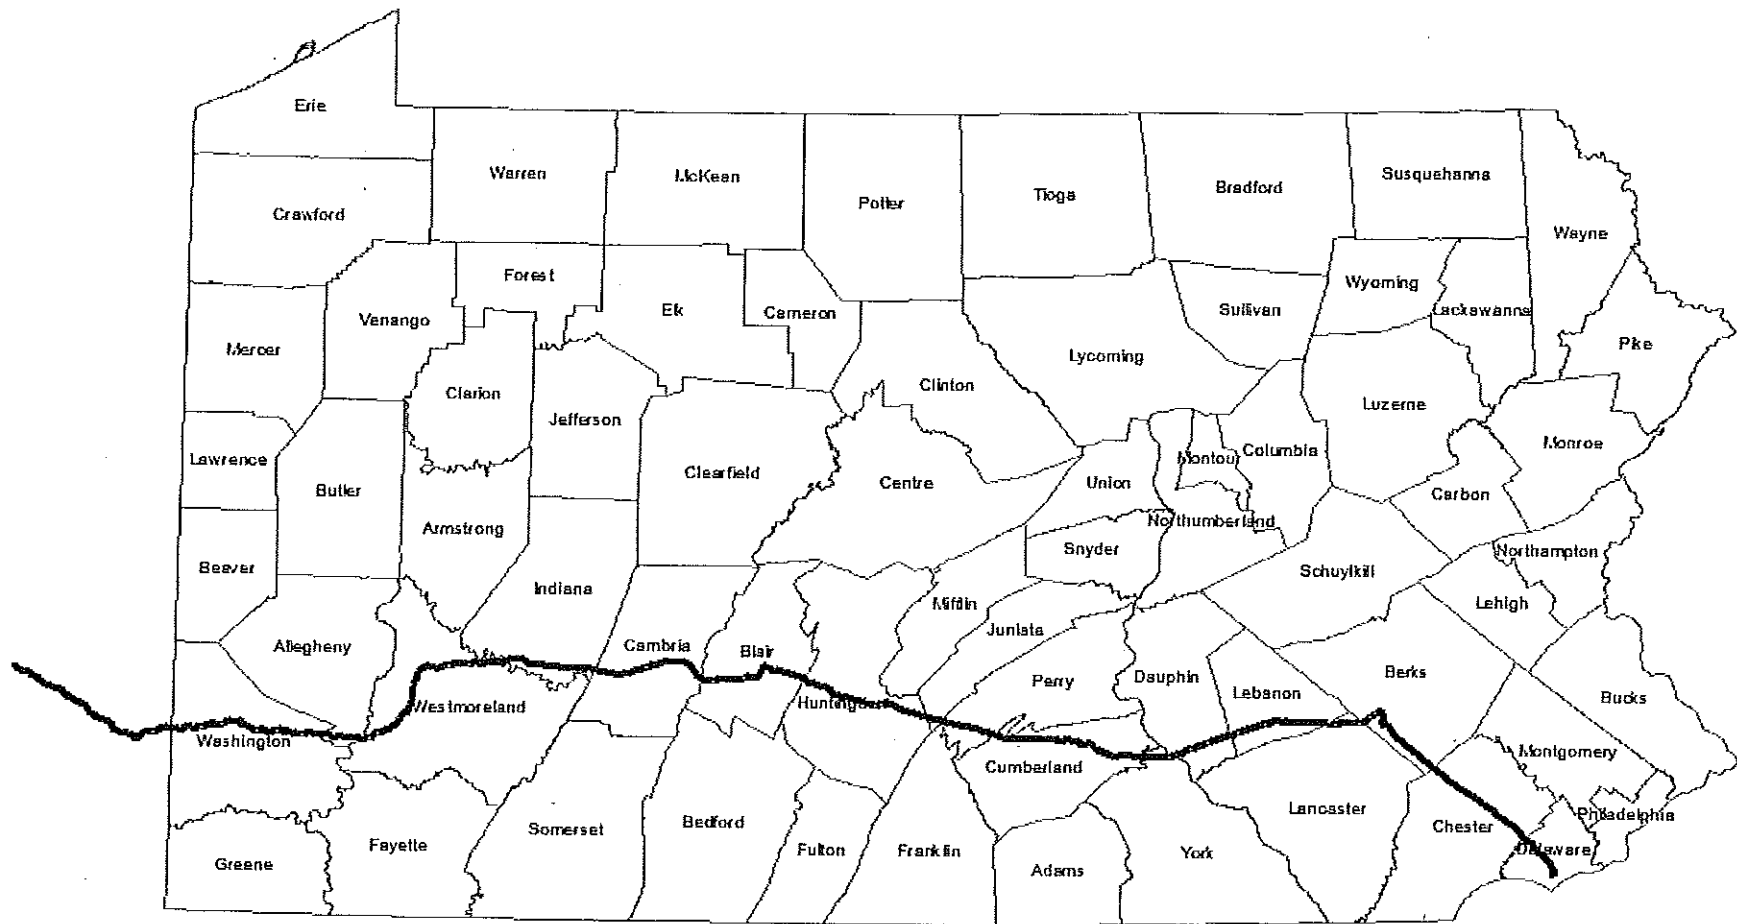 Erie
Warren
McKean
Susquehanna
Bradford
Tioga
Potter
Crawford
Wayne
Forest
Wyoming
Venango
Elk
Cameron
Sullivan
Lackawanna
Mercer
Pike
Lycoming
Clinton
Clarion
Jefferson
Luzerne
Monroe
Lawrence
Columbia
Montour
Clearfield
Centre
Union
Butler
Carbon
Armstrong
Northumberland
Snyder
Northampton
Beaver
Schuylkill
Indiana
Mifflin
Lehigh
Juniata
Allegheny
Cambria
Blair
Perry
Dauphin
Berks
Lebanon
Bucks
Westmoreland
Washington
Montgomery
Cumberland
Lancaster
Philadelphia
Chester
Somerset
Bedford
Fayette
Delaware
Greene
Fulton
Franklin
York
Adams